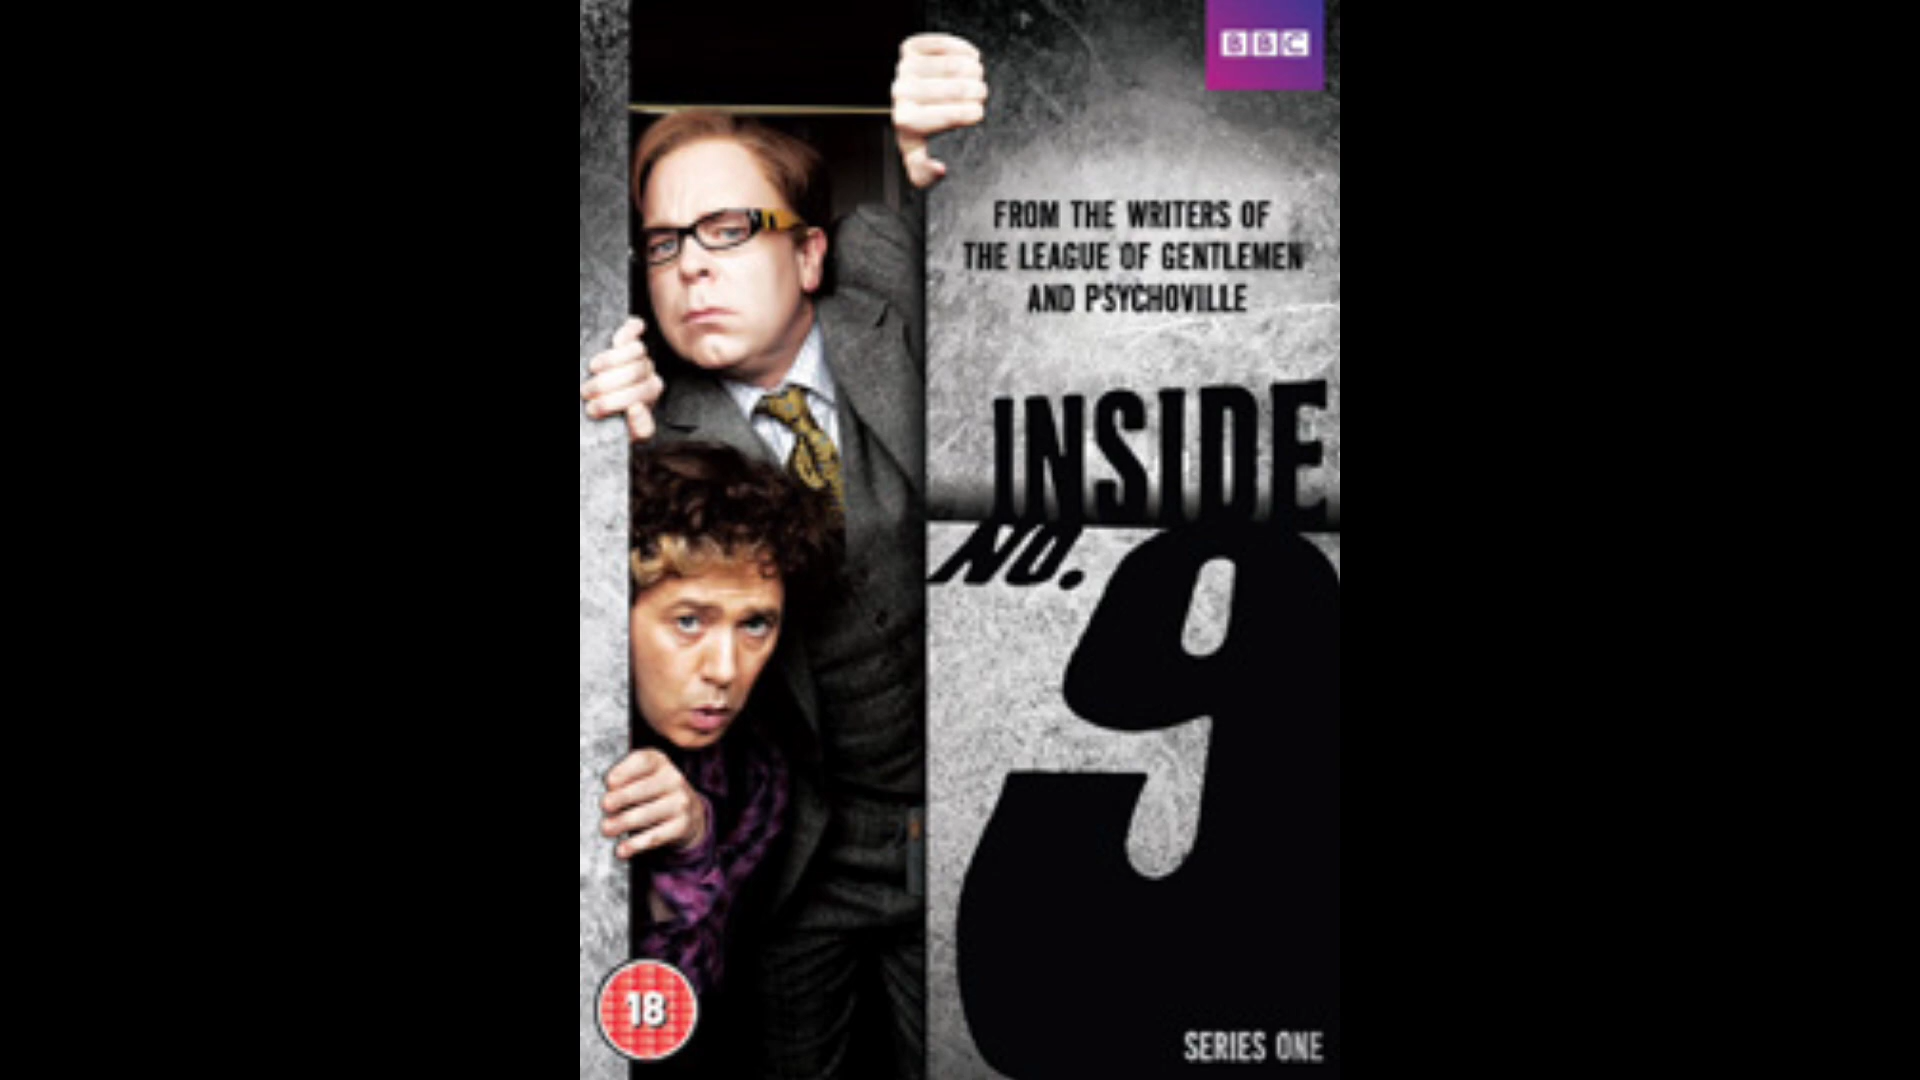 BBC
FROM THE WRITERS OF
THE LEAGUE OF GENTLEMEN
AND PSYCHOVILLE
INSIDE
NO. 9
18
SERIES ONE